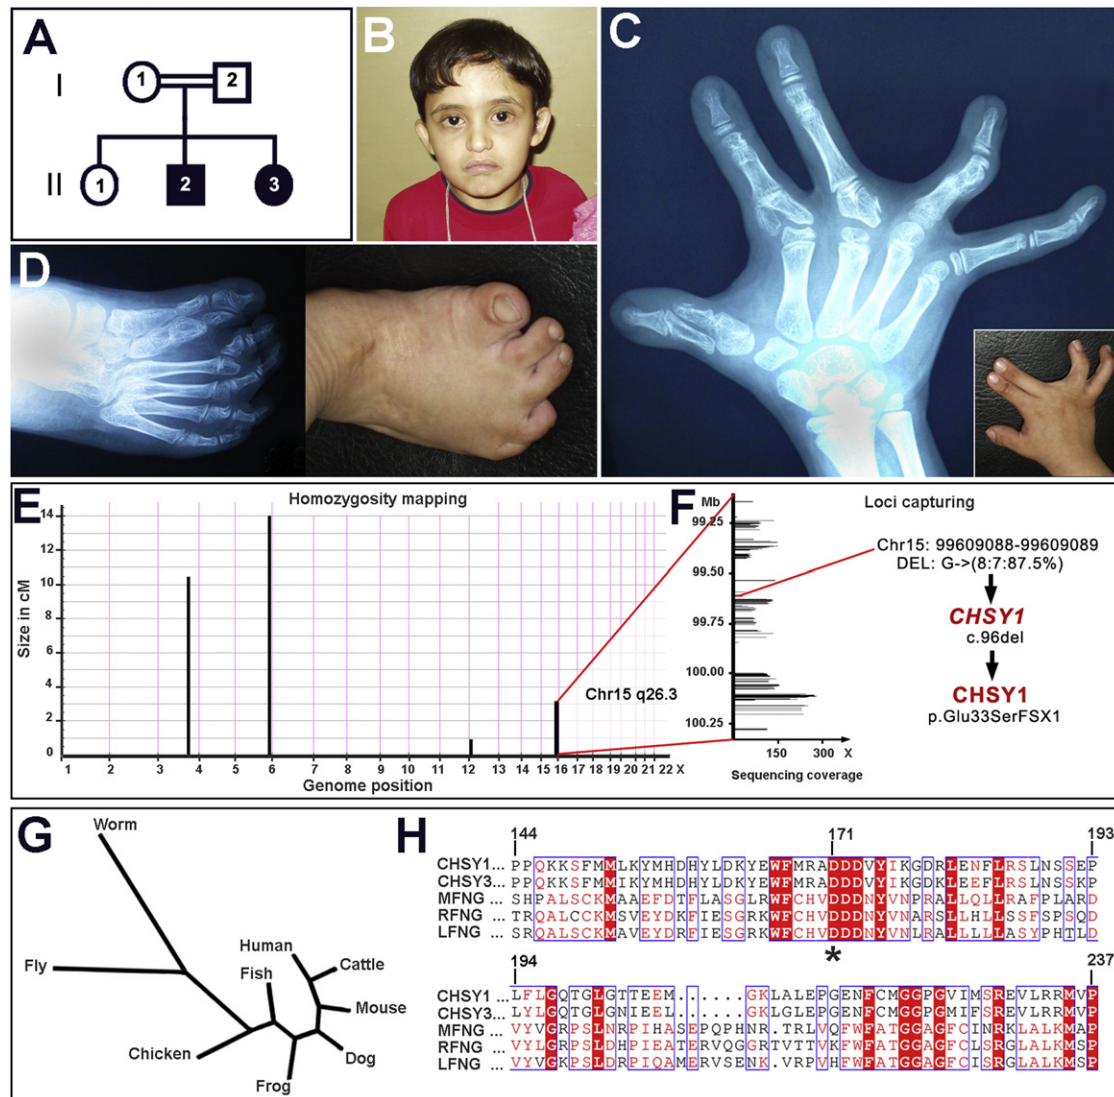 A
I
1
2
II
1
2
3
B
C
D
E
Homozygosity mapping
Size in cM
14
12
10
8
6
4
2
0
Chr15 q26.3
1 2 3 4 6 7 8 9 10 11 12 13 14 15 16 17 18 19 20 21 22 X
Genome position
F
Loci capturing
Mb
99.25
99.50
99.75
100.00
100.25
150 300 X
Sequencing coverage
Chr15: 99609088-99609089
DEL: G->(8:7:87.5%)
CHSY1
c.96del
CHSY1
p.Glu33SerFSX1
G
Worm
Fly
Human
Fish
Cattle
Mouse
Chicken
Dog
Frog
H
144 171 193
CHSY1... PPQKKSFMMLKYMHDHYLDKYEWFMRADDDVYIKGDRLENFLRSLNSSEP
CHSY3... PPQKKSFMMIKYMHDHYLDKYEWFMRADDDVYIKGDKLEEFLRSLNSSKP
MFNG ... SHPALSCKMAAEFDTFLASGLRWFCHVDDDNYVNPRALLQLLRAFPLARD
RFNG ... TRQALCCKMSVEYDKFIESGRKWFCHVDDDNYVNARSLLHLLSSFSPSQD
LFNG ... SRQALSCKMAVEYDRFIESGRKWFCHVDDDNYVNLRALLLLLASYPHTLD
*
194 237
CHSY1 ... LFLGQTGLGTTEEM......GKLALEPGENFCMGGPGVIMSREVLRRMVP
CHSY3... LYLGQTGLGNIEEL......GKLGLEPGENFCMGGPGMIFSREVLRRMVP
MFNG ... VYVGRPSLNRPIHASEPQPHNR.TRLVQFWFATGGAGFCINRKLALKMAP
RFNG ... VYLGRPSLDHPIEATERVQGGRTVTTVKFWFATGGAGFCLSRGLALKMSP
LFNG ... VYVGKPSLDRPIQAMERVSENK.VRPVHFWFATGGAGFCISRGLALKMSP